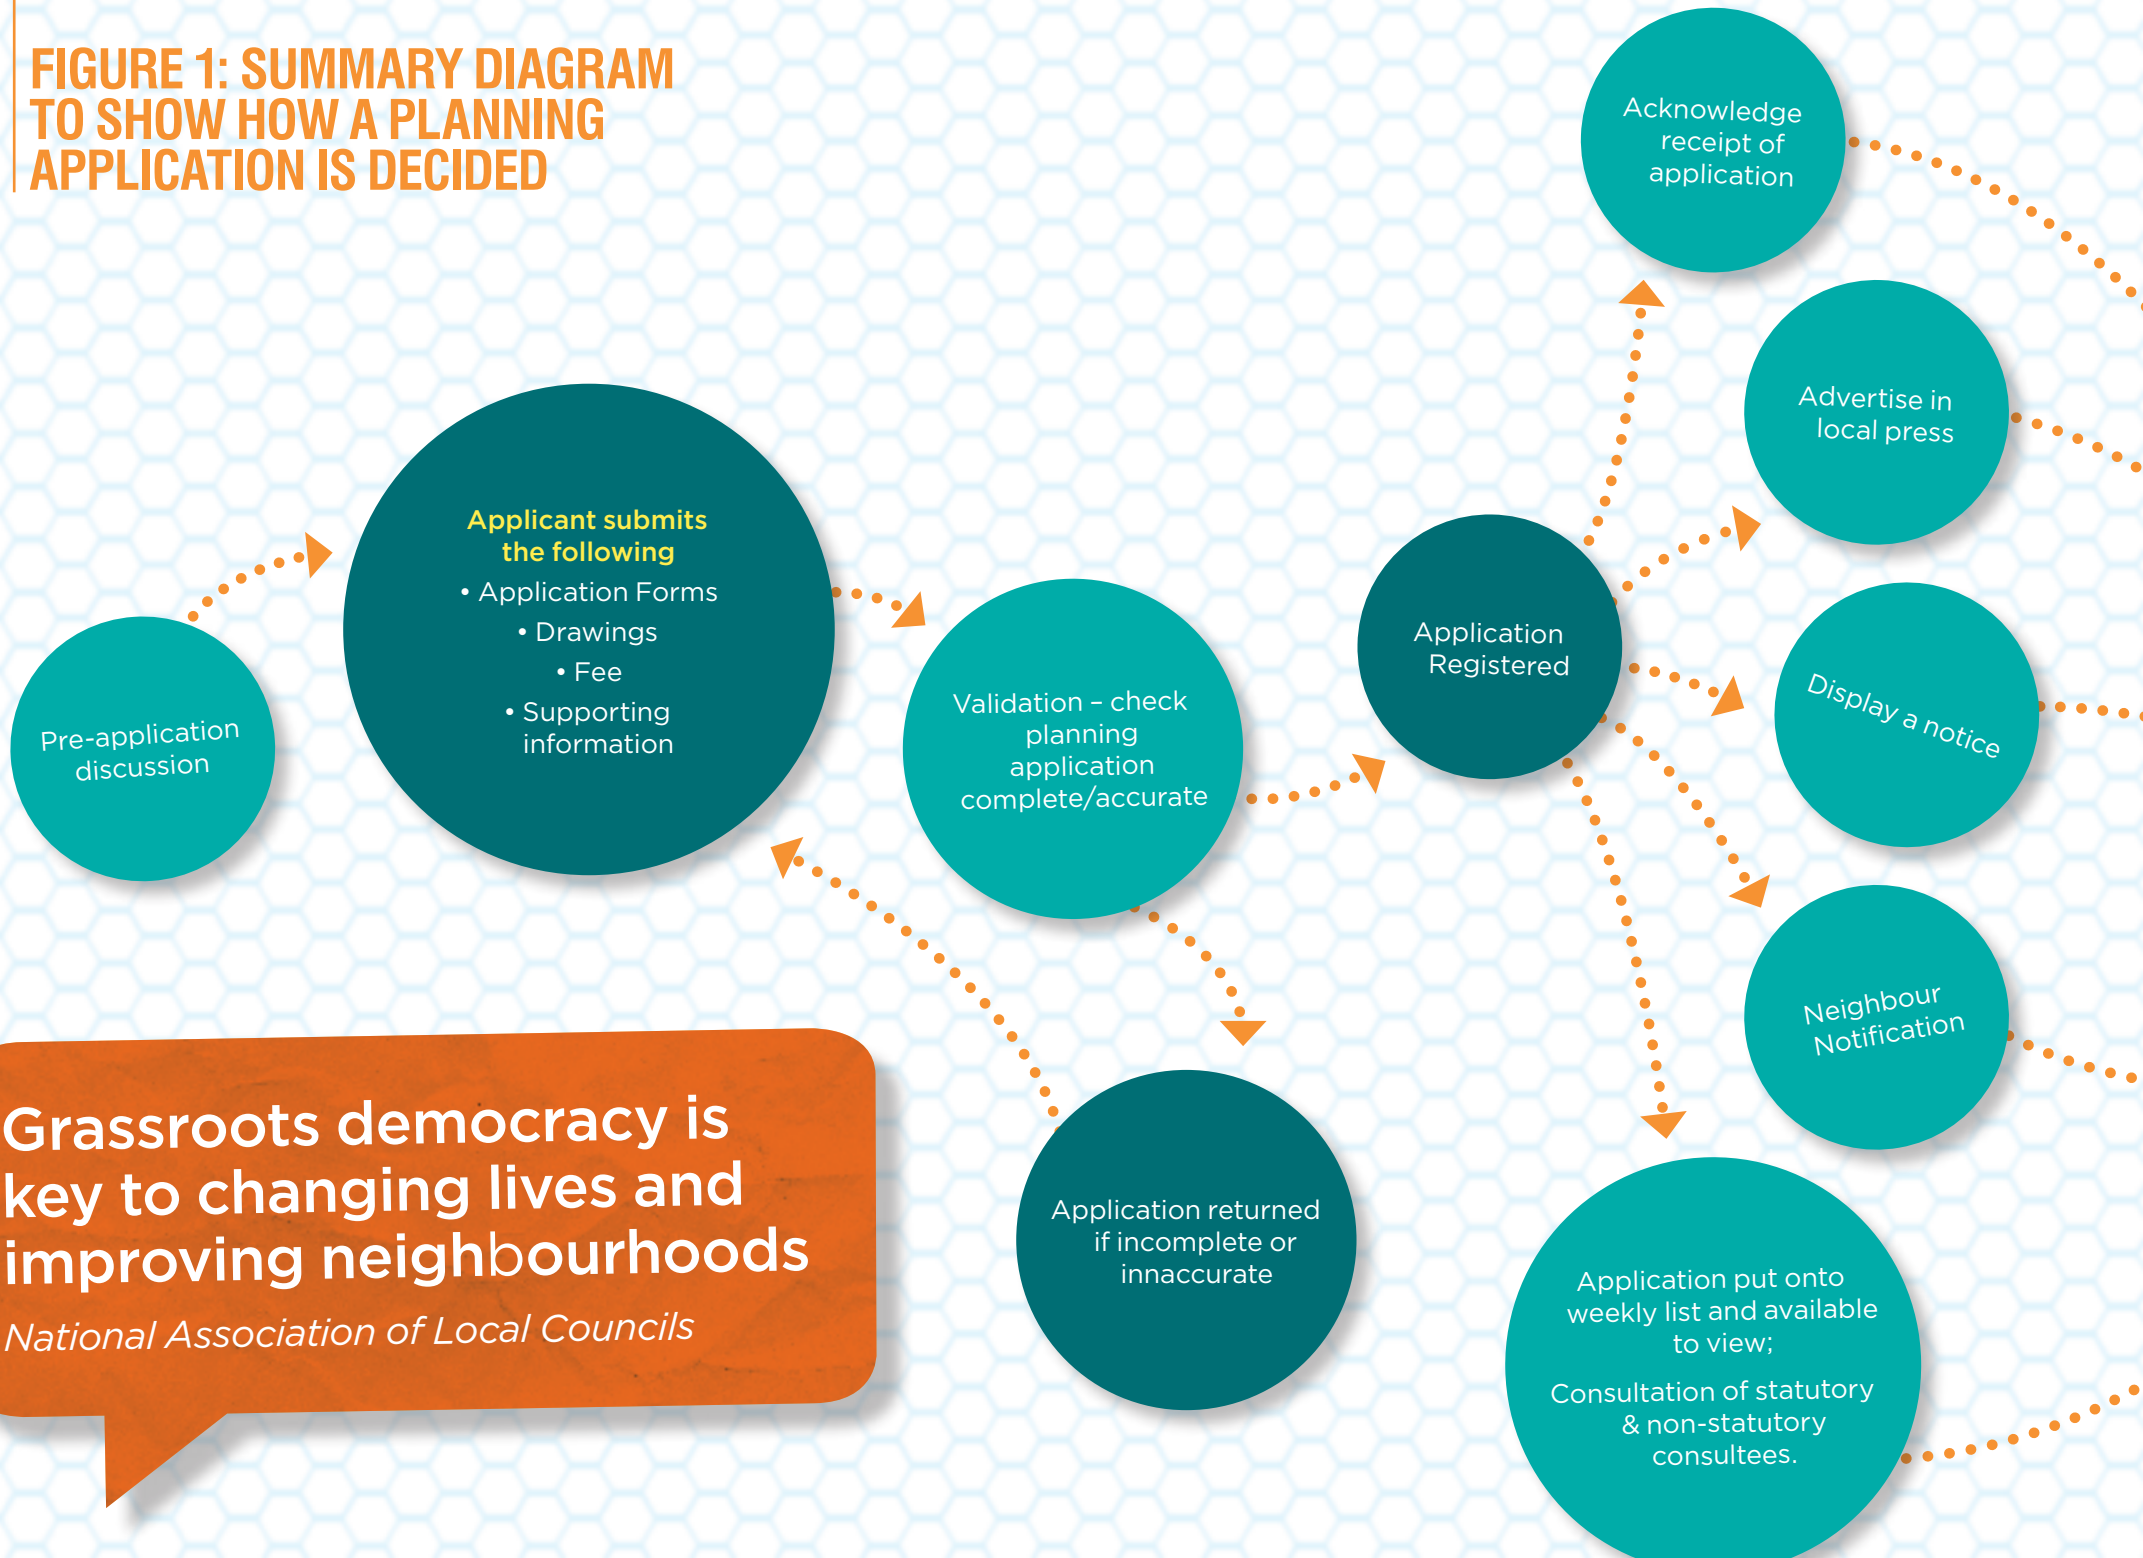 FIGURE 1: SUMMARY DIAGRAM
TO SHOW HOW A PLANNING
APPLICATION IS DECIDED
Pre-application
discussion
Applicant submits
the following
• Application Forms
• Drawings
• Fee
• Supporting
information
Validation – check
planning
application
complete/accurate
Application returned
if incomplete or
innaccurate
Application
Registered
Acknowledge
receipt of
application
Advertise in
local press
Display a notice
Neighbour
Notification
Application put onto
weekly list and available
to view;
Consultation of statutory
& non-statutory
consultees.
Grassroots democracy is
key to changing lives and
improving neighbourhoods
National Association of Local Councils